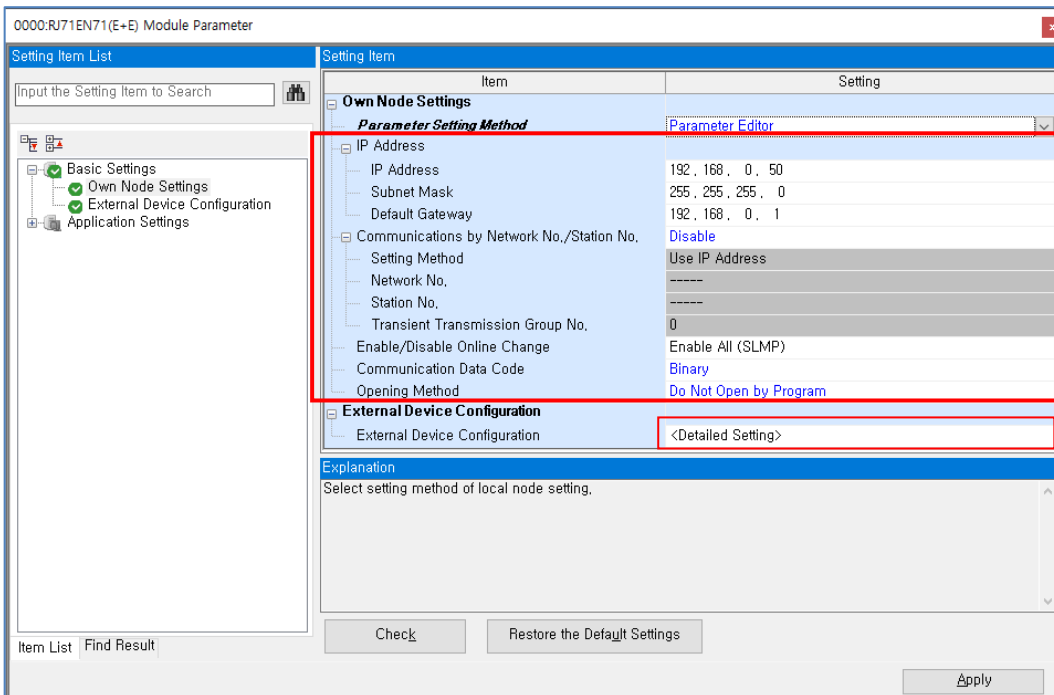 0000:RJ71EN71(E+E) Module Parameter
Setting Item List
Input the Setting Item to Search
Basic Settings
Own Node Settings
External Device Configuration
Application Settings
Item List Find Result
Setting Item
Item Setting
Own Node Settings
Parameter Setting Method Parameter Editor
IP Address
IP Address 192 . 168 . 0 . 50
Subnet Mask 255 . 255 . 255 . 0
Default Gateway 192 . 168 . 0 . 1
Communications by Network No./Station No. Disable
Setting Method Use IP Address
Network No. -----
Station No. -----
Transient Transmission Group No. 0
Enable/Disable Online Change Enable All (SLMP)
Communication Data Code Binary
Opening Method Do Not Open by Program
External Device Configuration
External Device Configuration <Detailed Setting>
Explanation
Select setting method of local node setting.
Check Restore the Default Settings
Apply